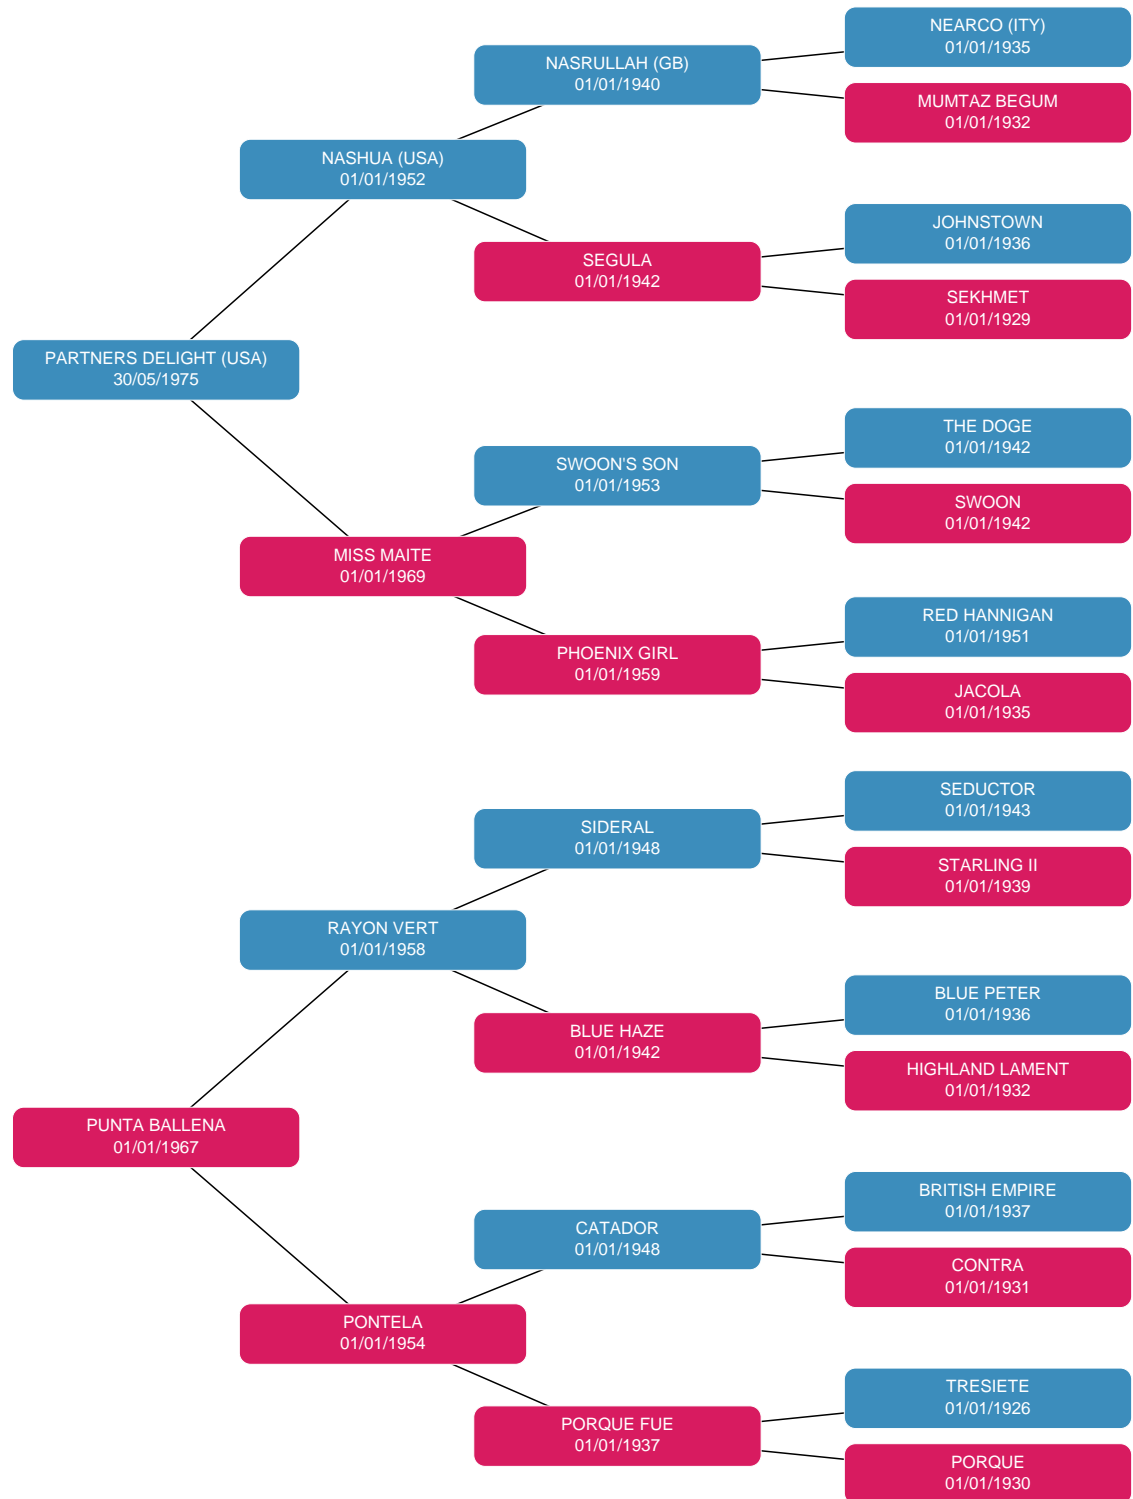 NEARCO (ITY)
01/01/1935
NASRULLAH (GB)
01/01/1940
MUMTAZ BEGUM
01/01/1932
NASHUA (USA)
01/01/1952
JOHNSTOWN
01/01/1936
SEGULA
01/01/1942
SEKHMET
01/01/1929
PARTNERS DELIGHT (USA)
30/05/1975
THE DOGE
01/01/1942
SWOON'S SON
01/01/1953
SWOON
01/01/1942
MISS MAITE
01/01/1969
RED HANNIGAN
01/01/1951
PHOENIX GIRL
01/01/1959
JACOLA
01/01/1935
SEDUCTOR
01/01/1943
SIDERAL
01/01/1948
STARLING II
01/01/1939
RAYON VERT
01/01/1958
BLUE PETER
01/01/1936
BLUE HAZE
01/01/1942
HIGHLAND LAMENT
01/01/1932
PUNTA BALLENA
01/01/1967
BRITISH EMPIRE
01/01/1937
CATADOR
01/01/1948
CONTRA
01/01/1931
PONTELA
01/01/1954
TRESIETE
01/01/1926
PORQUE FUE
01/01/1937
PORQUE
01/01/1930